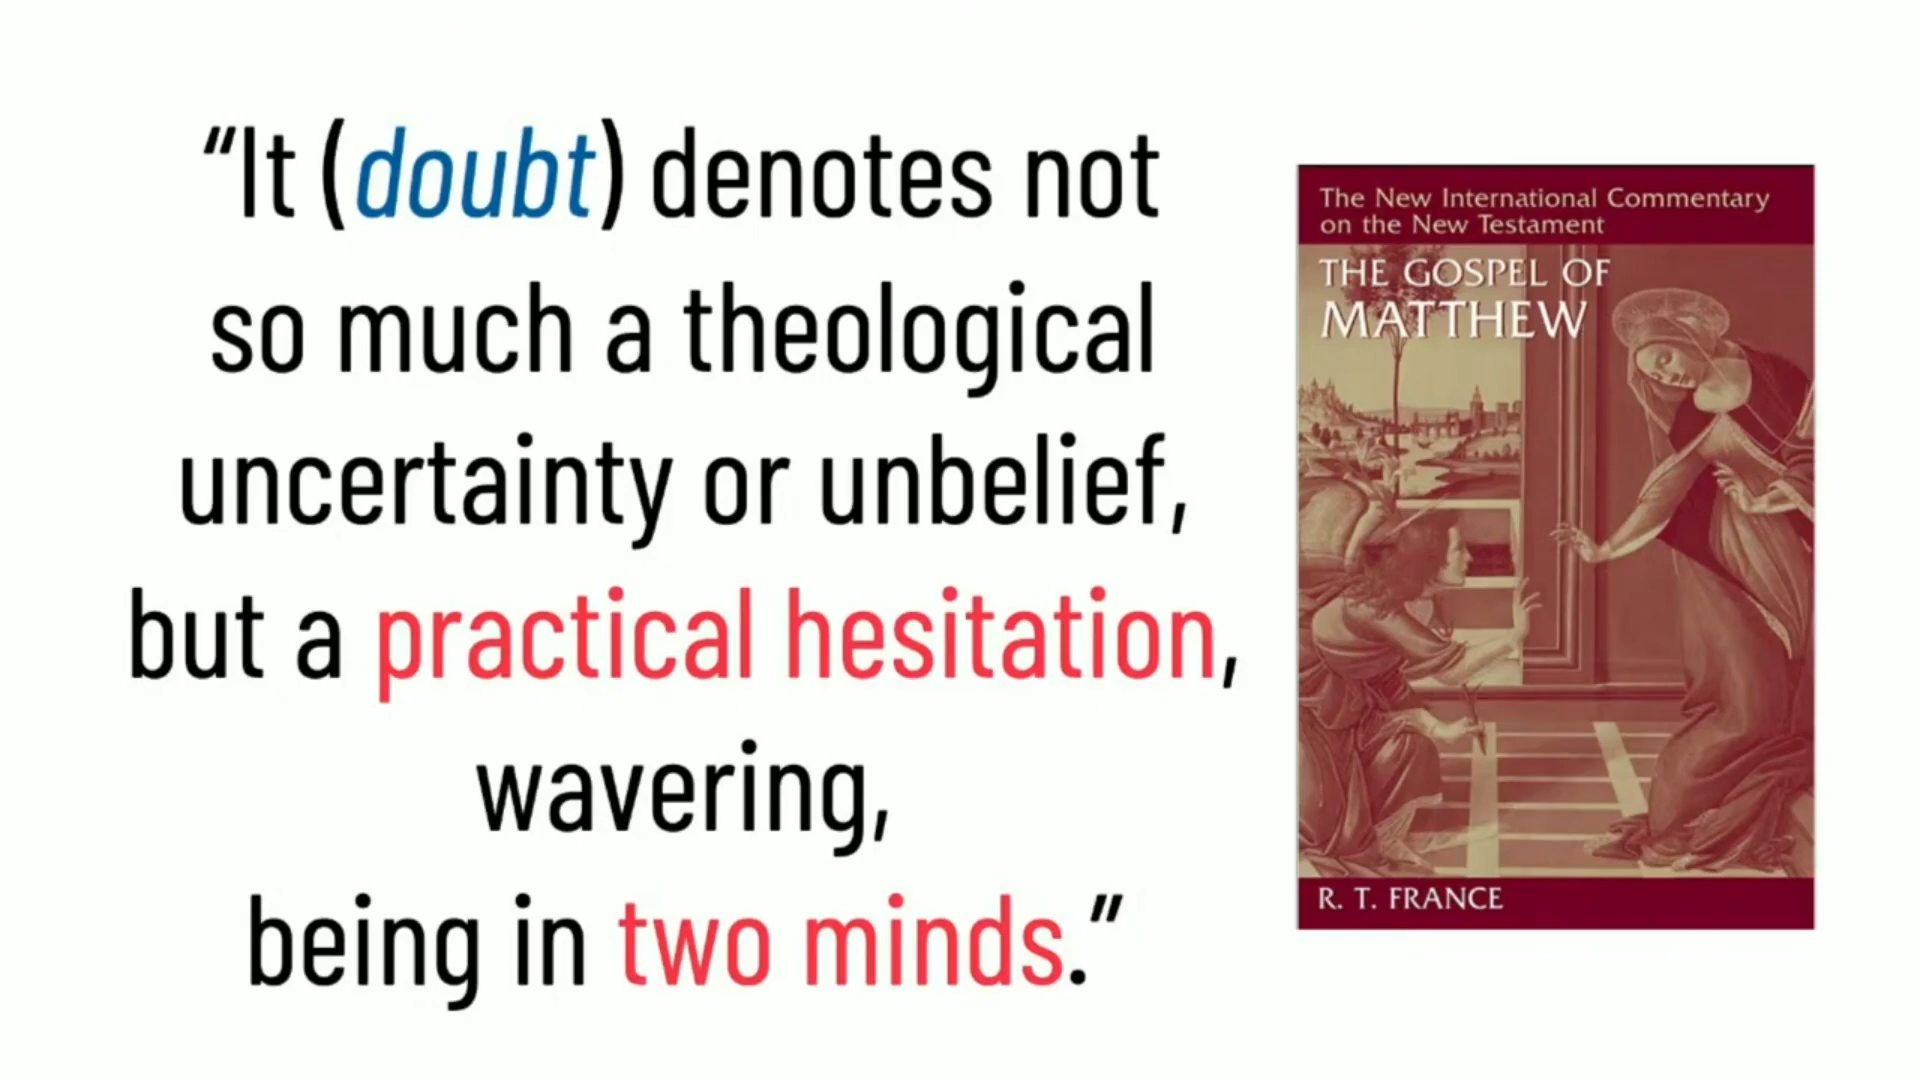 “It (doubt) denotes not
so much a theological
uncertainty or unbelief,
but a practical hesitation,
wavering,
being in two minds.”
The New International Commentary
on the New Testament
THE GOSPEL OF
MATTHEW
R. T. FRANCE